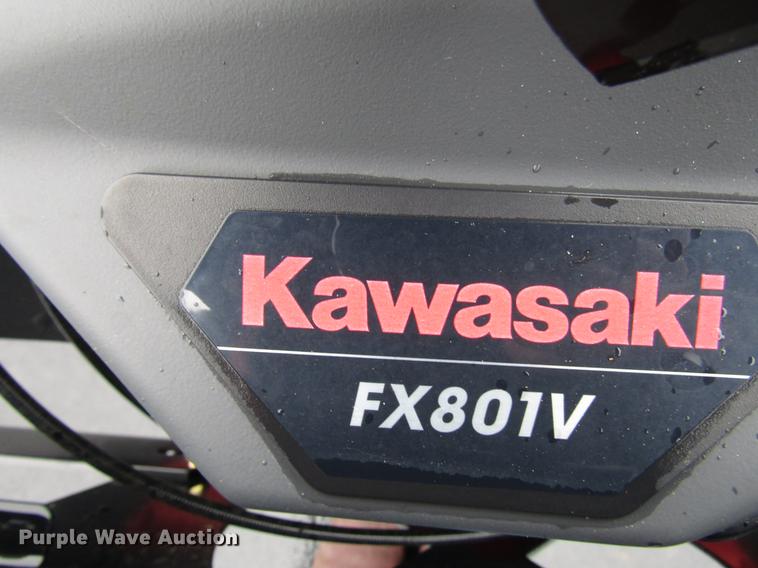 Kawasaki
FX801V
Purple Wave Auction